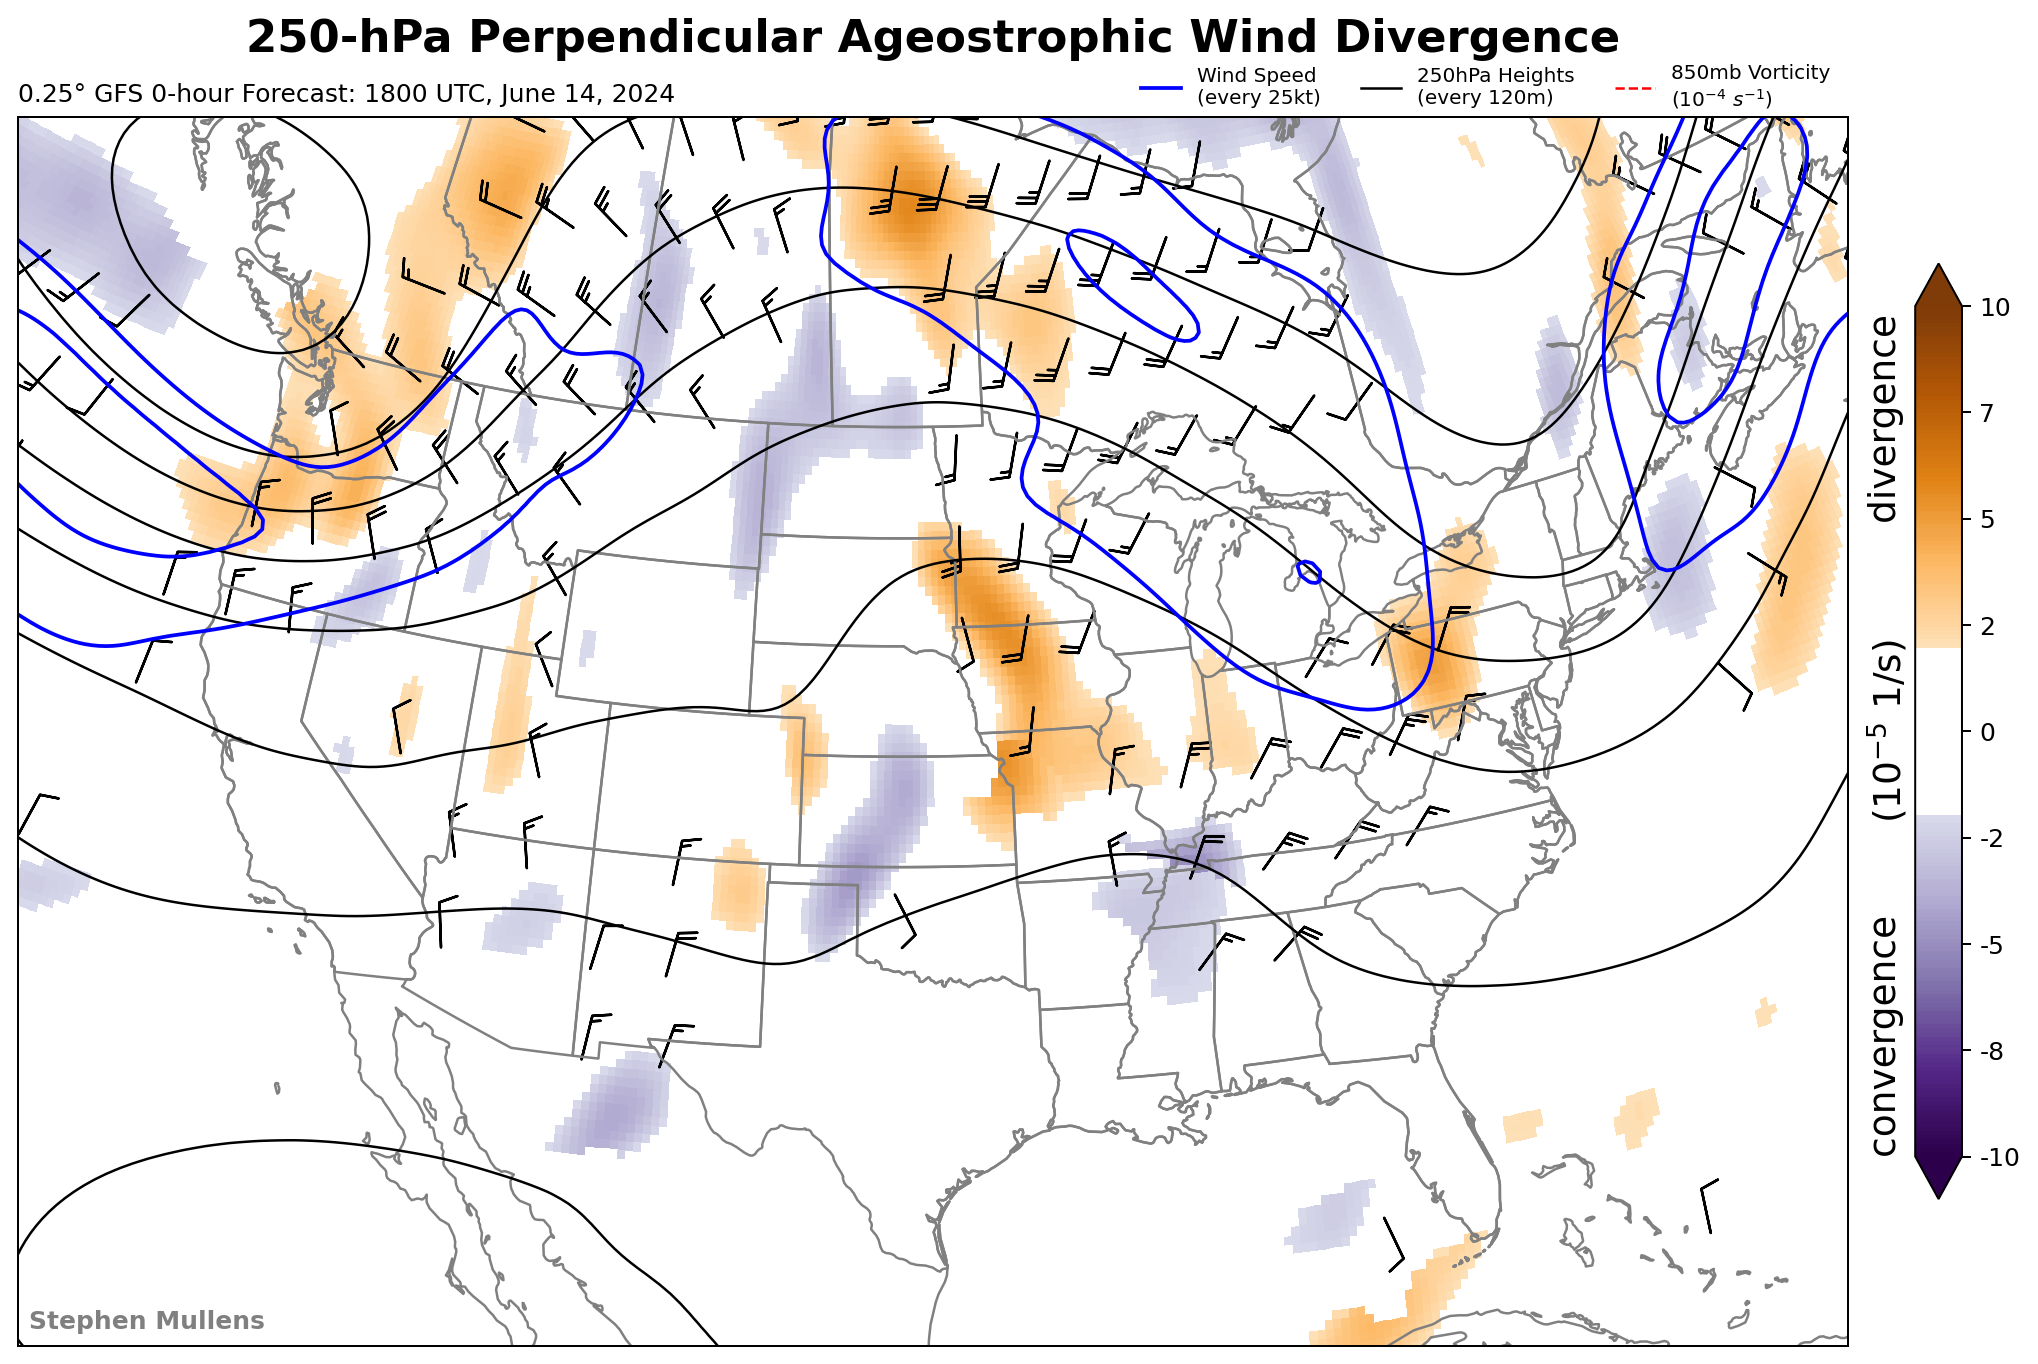 250-hPa Perpendicular Ageostrophic Wind Divergence
0.25° GFS 0-hour Forecast: 1800 UTC, June 14, 2024
Wind Speed
(every 25kt)
250hPa Heights
(every 120m)
850mb Vorticity
(10⁻⁴ s⁻¹)
10
7
5
2
0
-2
-5
-8
-10
convergence (10⁻⁵ 1/s) divergence
Stephen Mullens